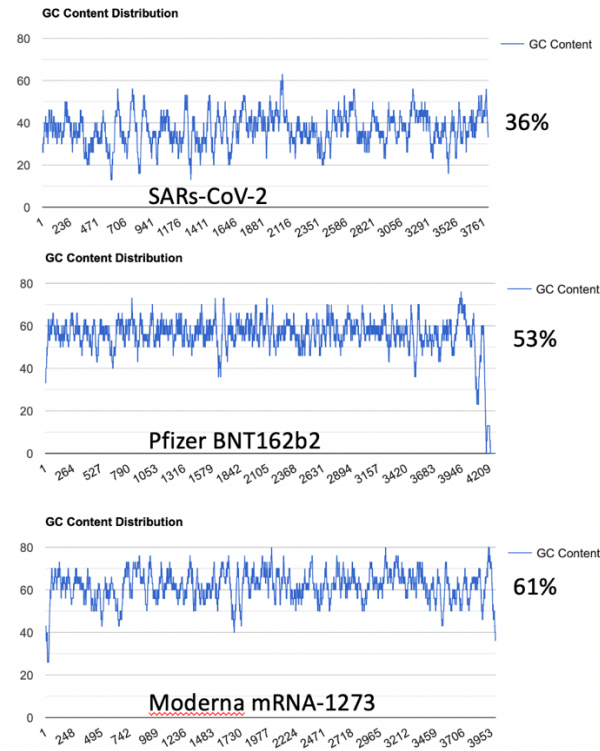 GC Content Distribution
80
GC Content
60
40
36%
20
SARs-CoV-2
0
1 236 471 706 941 1176 1411 1646 1881 2116 2351 2586 2821 3056 3291 3526 3761
GC Content Distribution
80
GC Content
60
53%
40
20
Pfizer BNT162b2
0
1 264 527 790 1053 1316 1579 1842 2105 2368 2631 2894 3157 3420 3683 3946 4209
GC Content Distribution
80
GC Content
60
61%
40
20
Moderna mRNA-1273
0
1 248 495 742 989 1236 1483 1730 1977 2224 2471 2718 2965 3212 3459 3706 3953